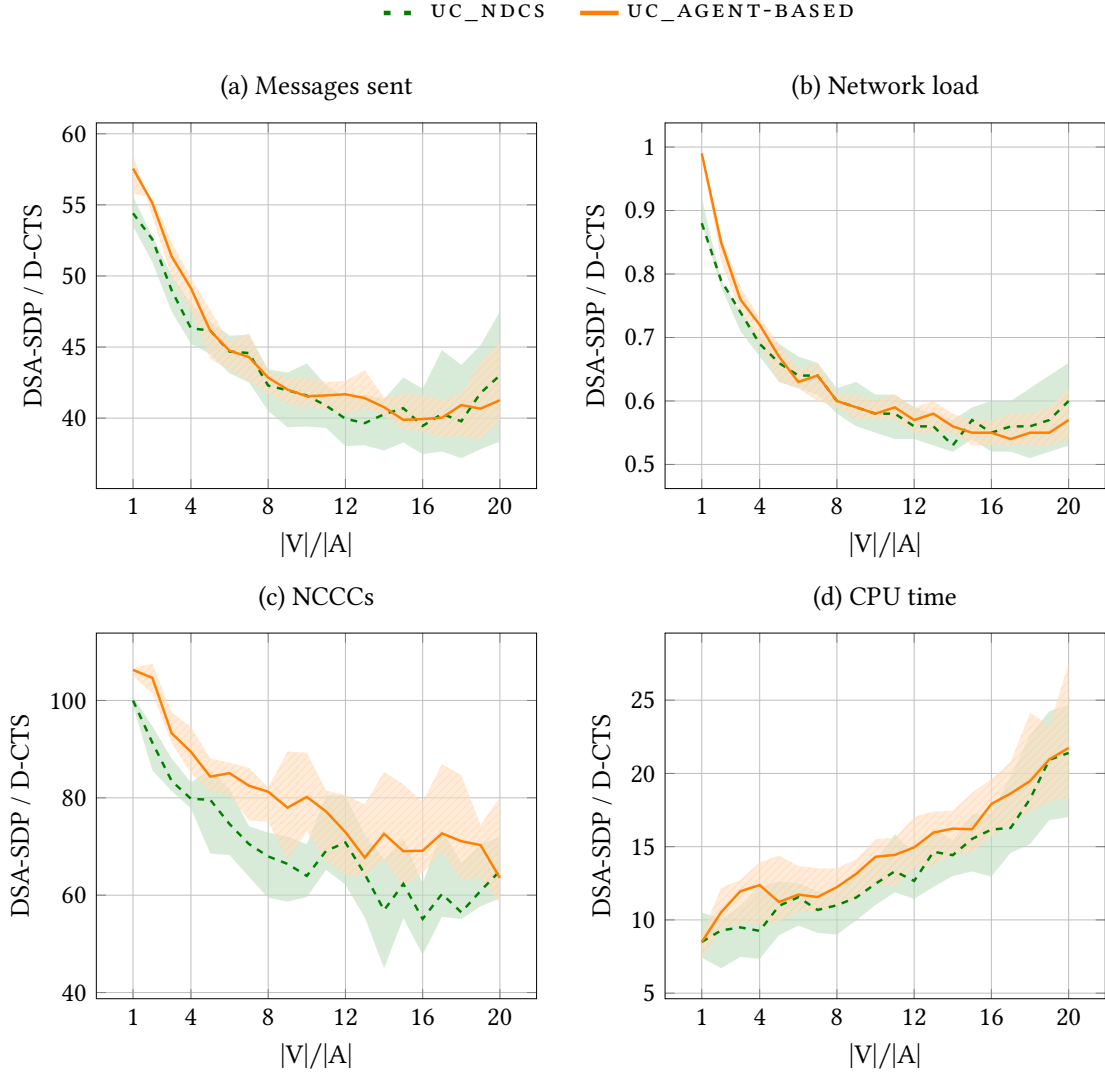 UC_NDCS UC_AGENT-BASED
(a) Messages sent
60
55
50
45
40
DSA-SDP / D-CTS
1 4 8 12 16 20
|V|/|A|
(b) Network load
1
0.9
0.8
0.7
0.6
0.5
DSA-SDP / D-CTS
1 4 8 12 16 20
|V|/|A|
(c) NCCCs
100
80
60
40
DSA-SDP / D-CTS
1 4 8 12 16 20
|V|/|A|
(d) CPU time
25
20
15
10
5
DSA-SDP / D-CTS
1 4 8 12 16 20
|V|/|A|